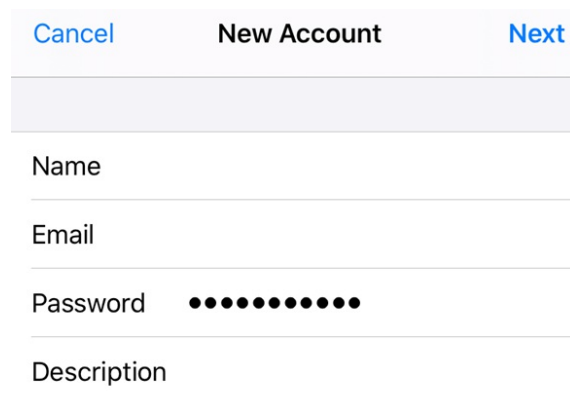 Cancel New Account Next
Name
Email
Password •••••••••••
Description